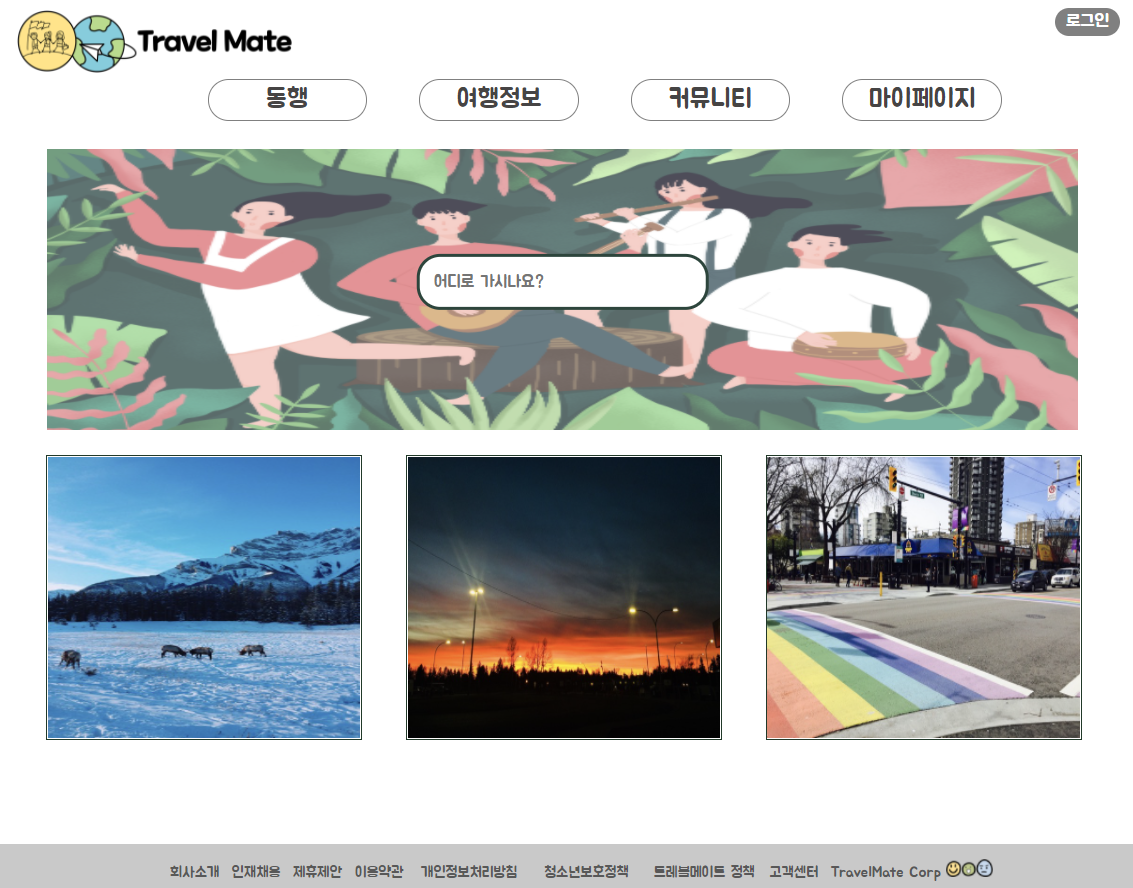 Travel Mate
로그인
동행 여행정보 커뮤니티 마이페이지
어디로 가시나요?
회사소개 인재채용 제휴제안 이용약관 개인정보처리방침 청소년보호정책 트레블메이트 정책 고객센터 TravelMate Corp